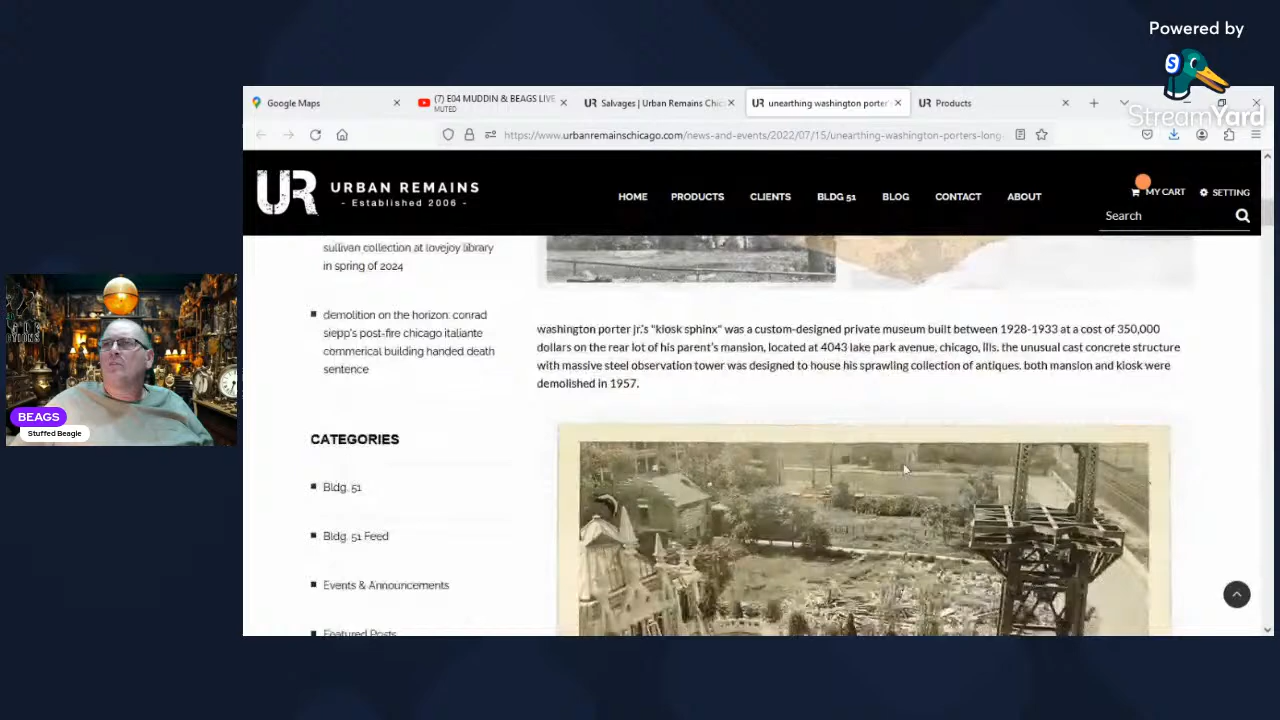 Powered by
S
StreamYard
Google Maps
(7) E04 MUDDIN & BEAGS LIVE
MUTED
Salvages | Urban Remains Chic
unearthing washington porter'
Products
https://www.urbanremainschicago.com/news-and-events/2022/07/15/unearthing-washington-porters-long-
UR
URBAN REMAINS
- Established 2006 -
HOME
PRODUCTS
CLIENTS
BLDG 51
BLOG
CONTACT
ABOUT
MY CART
SETTING
Search
sullivan collection at lovejoy library
in spring of 2024
demolition on the horizon: conrad
siepp's post-fire chicago italiante
commerical building handed death
sentence
CATEGORIES
Bldg. 51
Bldg. 51 Feed
Events & Announcements
Featured Posts
washington porter jr.'s "kiosk sphinx" was a custom-designed private museum built between 1928-1933 at a cost of 350,000
dollars on the rear lot of his parent's mansion, located at 4043 lake park avenue, chicago, ills. the unusual cast concrete structure
with massive steel observation tower was designed to house his sprawling collection of antiques. both mansion and kiosk were
demolished in 1957.
BEAGS
Stuffed Beagle